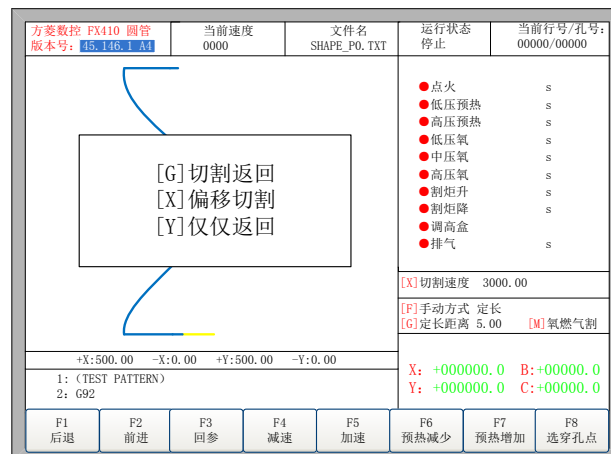 方菱数控 FX410 圆管
版本号：45.146.1 A4
当前速度
0000
文件名
SHAPE_P0.TXT
运行状态
停止
当前行号/孔号：
00000/00000
[G]切割返回
[X]偏移切割
[Y]仅仅返回
点火 s
低压预热 s
高压预热 s
低压氧 s
中压氧 s
高压氧 s
割炬升 s
割炬降 s
调高盒
排气 s
[X]切割速度 3000.00
[F]手动方式 定长
[G]定长距离 5.00 [M]氧燃气割
+X:500.00 -X:0.00 +Y:500.00 -Y:0.00
1: (TEST PATTERN)
2: G92
X: +000000.0 B:+00000.0
Y: +000000.0 C:+00000.0
F1
后退
F2
前进
F3
回参
F4
减速
F5
加速
F6
预热减少
F7
预热增加
F8
选穿孔点